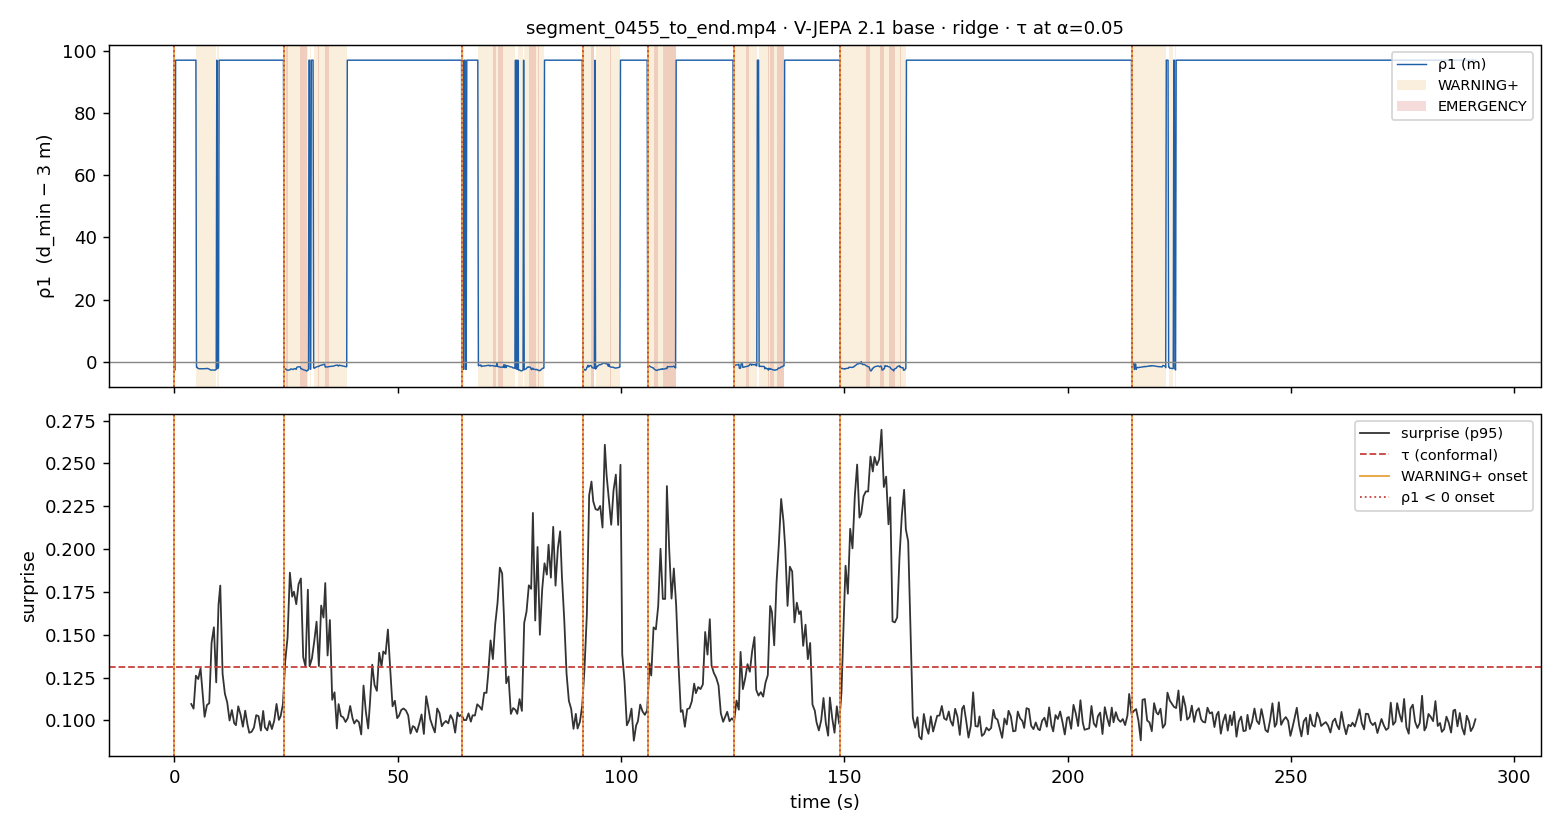 segment_0455_to_end.mp4 · V-JEPA 2.1 base · ridge · τ at α=0.05
ρ1 (d_min − 3 m)
100
80
60
40
20
0
ρ1 (m)
WARNING+
EMERGENCY
surprise
0.275
0.250
0.225
0.200
0.175
0.150
0.125
0.100
surprise (p95)
τ (conformal)
WARNING+ onset
ρ1 < 0 onset
0 50 100 150 200 250 300
time (s)